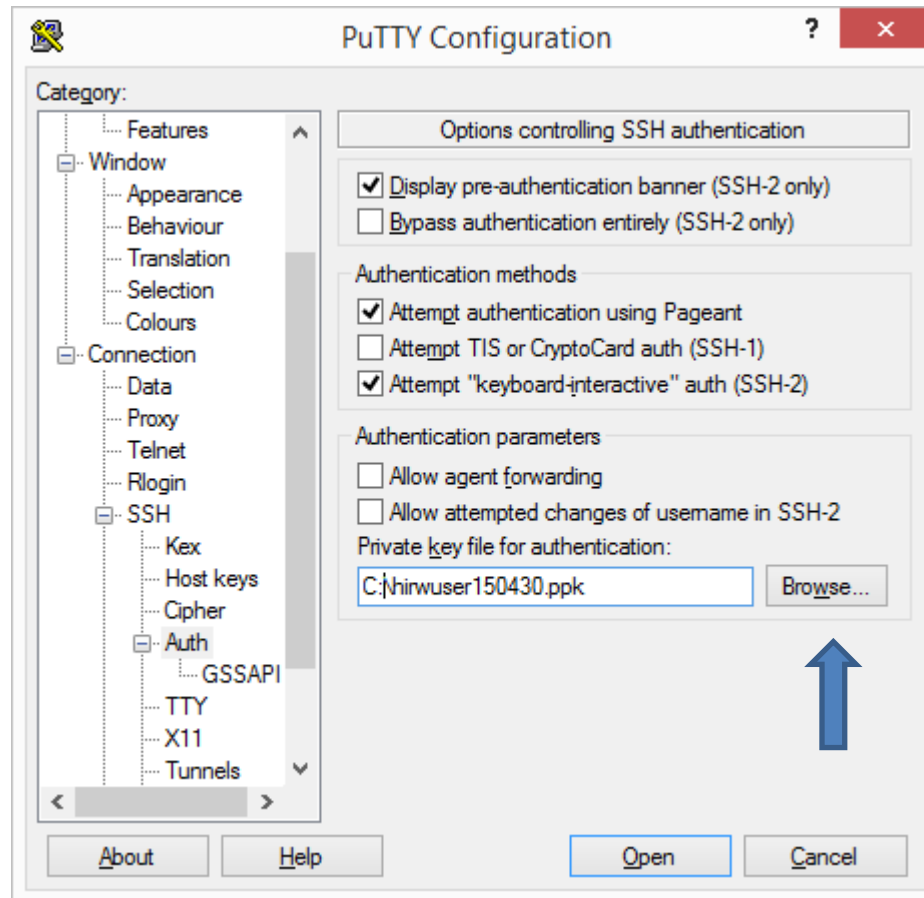 PuTTY Configuration
?
Category:
Features
Window
Appearance
Behaviour
Translation
Selection
Colours
Connection
Data
Proxy
Telnet
Rlogin
SSH
Kex
Host keys
Cipher
Auth
GSSAPI
TTY
X11
Tunnels
Options controlling SSH authentication
Display pre-authentication banner (SSH-2 only)
Bypass authentication entirely (SSH-2 only)
Authentication methods
Attempt authentication using Pageant
Attempt TIS or CryptoCard auth (SSH-1)
Attempt "keyboard-interactive" auth (SSH-2)
Authentication parameters
Allow agent forwarding
Allow attempted changes of username in SSH-2
Private key file for authentication:
C:\hirwuser150430.ppk
Browse...
About
Help
Open
Cancel